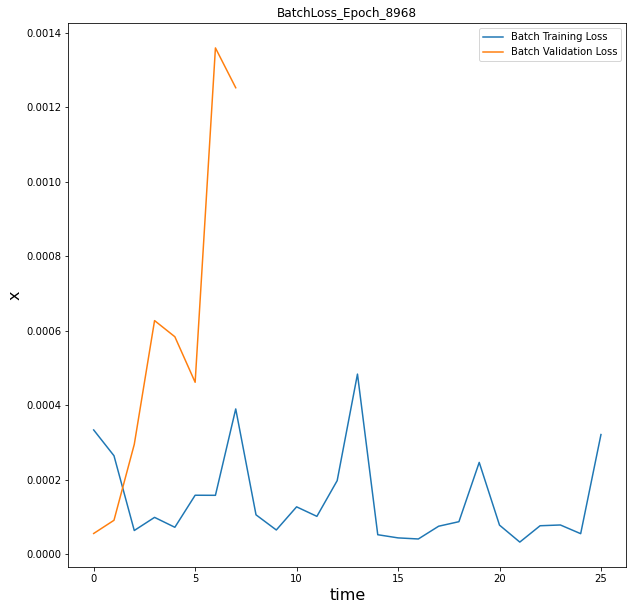 BatchLoss_Epoch_8968
Batch Training Loss
Batch Validation Loss
0.0014
0.0012
0.0010
0.0008
0.0006
0.0004
0.0002
0.0000
x
0 5 10 15 20 25
time